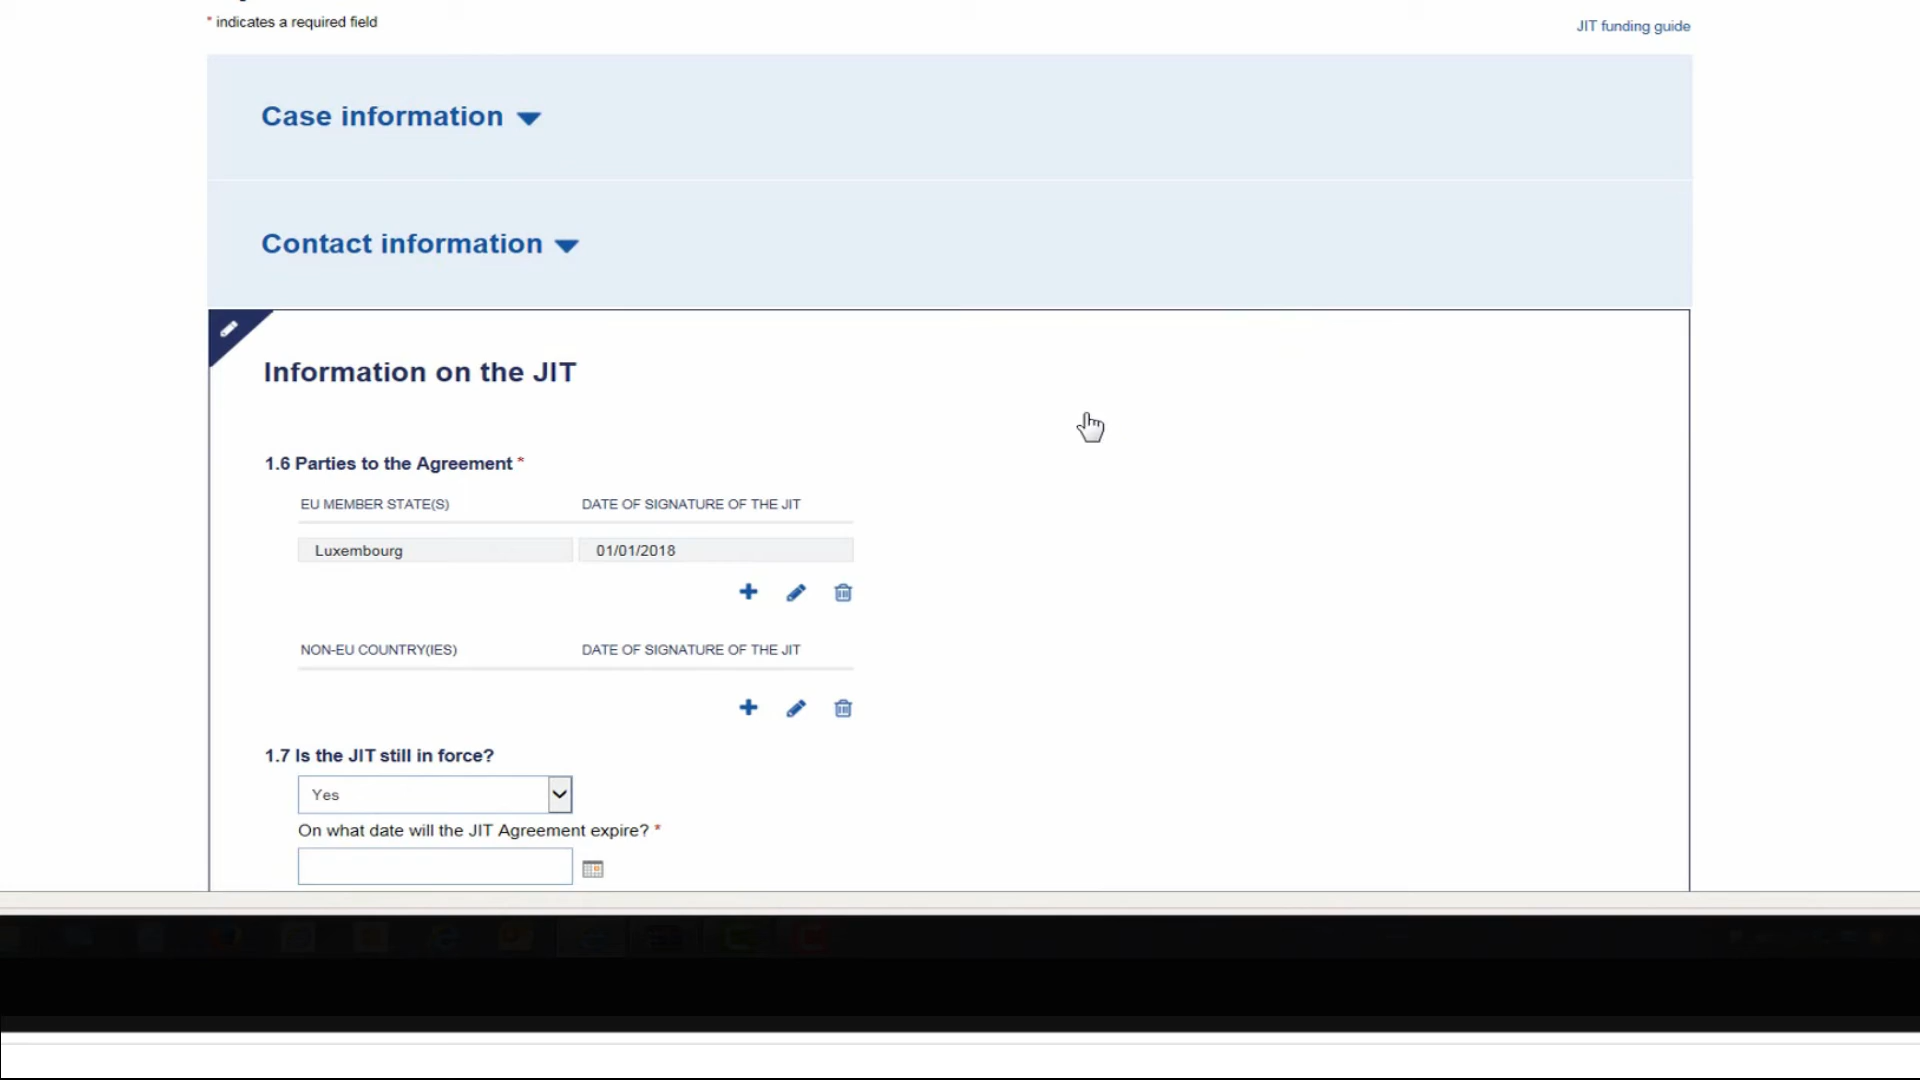 * indicates a required field
JIT funding guide
Case information
Contact information
Information on the JIT
1.6 Parties to the Agreement *
EU MEMBER STATE(S) DATE OF SIGNATURE OF THE JIT
Luxembourg 01/01/2018
NON-EU COUNTRY(IES) DATE OF SIGNATURE OF THE JIT
1.7 Is the JIT still in force?
Yes
On what date will the JIT Agreement expire? *